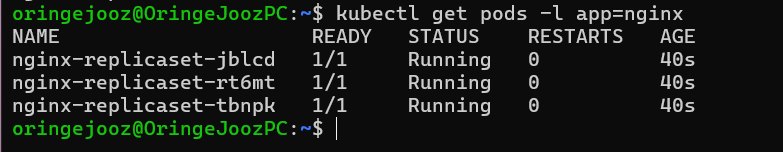 oringejooz@OringeJoozPC:~$ kubectl get pods -l app=nginx
NAME                     READY   STATUS    RESTARTS   AGE
nginx-replicaset-jblcd   1/1     Running   0          40s
nginx-replicaset-rt6mt   1/1     Running   0          40s
nginx-replicaset-tbnpk   1/1     Running   0          40s
oringejooz@OringeJoozPC:~$